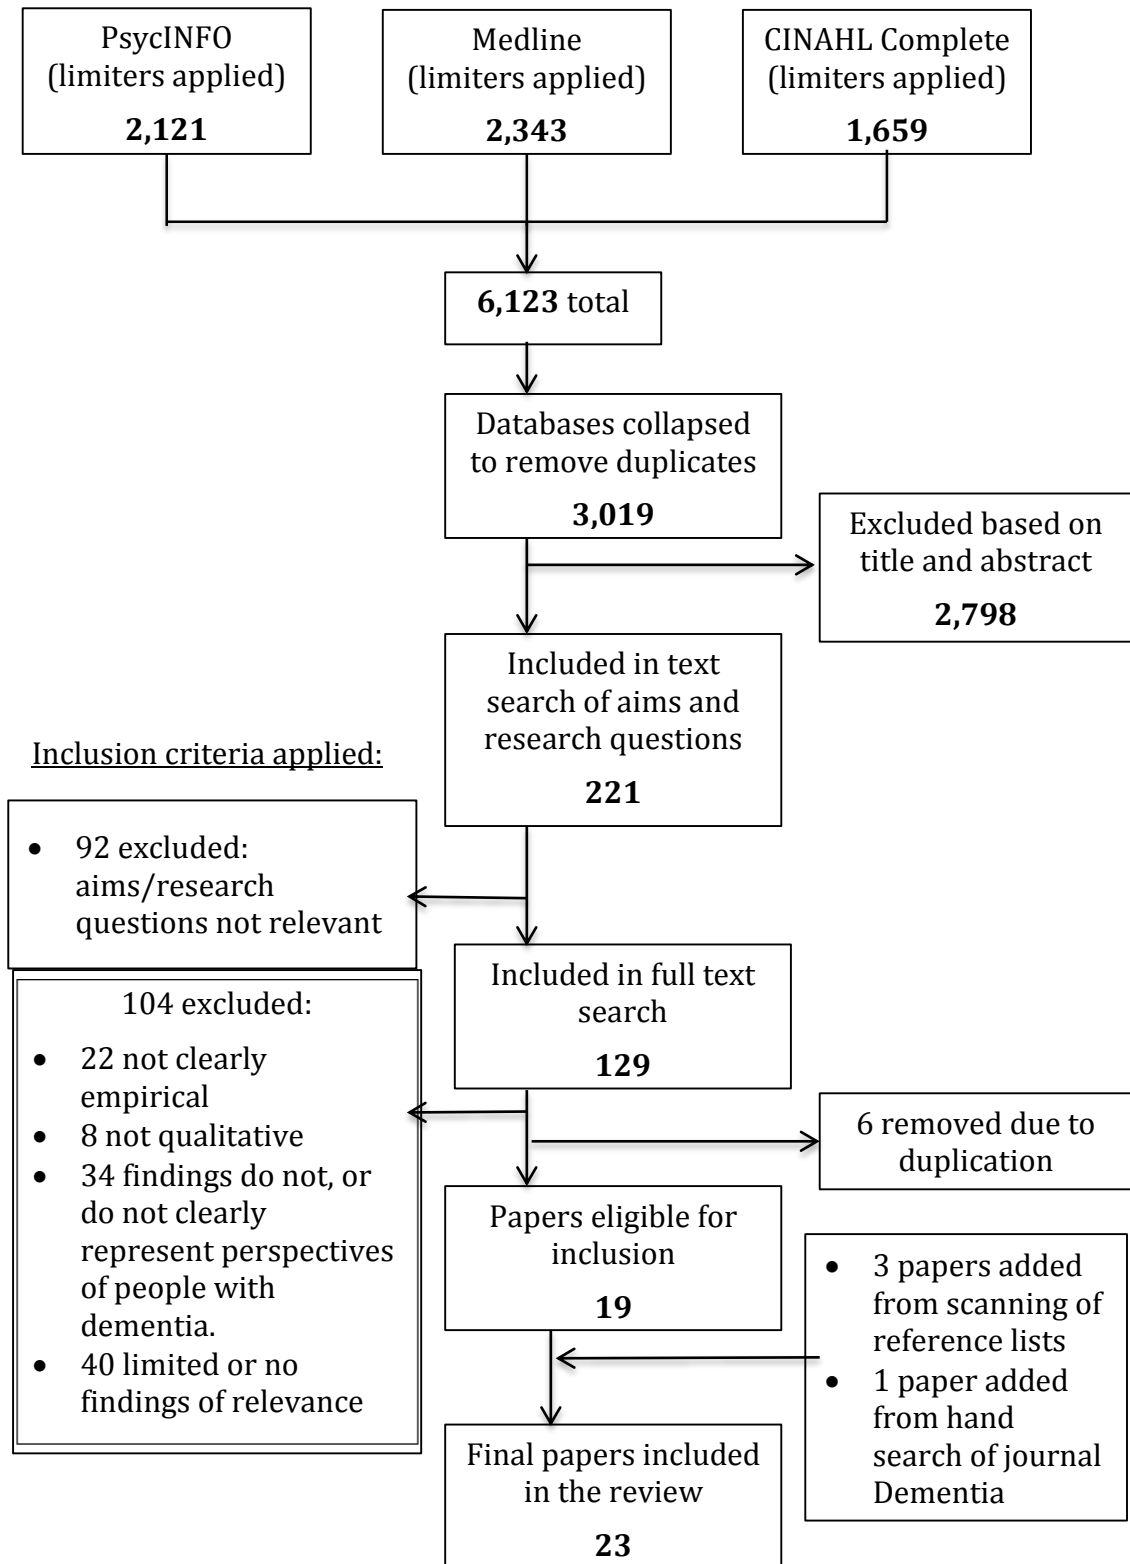 PsycINFO
(limiters applied)
2,121
Medline
(limiters applied)
2,343
CINAHL Complete
(limiters applied)
1,659
6,123 total
Databases collapsed
to remove duplicates
3,019
Excluded based on
title and abstract
2,798
Included in text
search of aims and
research questions
221
Inclusion criteria applied:
• 92 excluded:
aims/research
questions not relevant
Included in full text
search
129
104 excluded:
• 22 not clearly
empirical
• 8 not qualitative
• 34 findings do not, or
do not clearly
represent perspectives
of people with
dementia.
• 40 limited or no
findings of relevance
6 removed due to
duplication
Papers eligible for
inclusion
19
• 3 papers added
from scanning of
reference lists
• 1 paper added
from hand
search of journal
Dementia
Final papers included
in the review
23